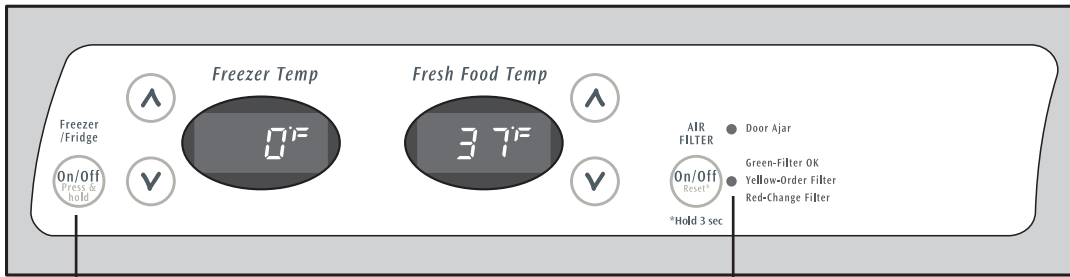 Freezer Temp
Fresh Food Temp
Freezer
/Fridge
On/Off
Press &
hold
0°F
37°F
AIR
FILTER
On/Off
Reset*
*Hold 3 sec
Door Ajar
Green-Filter OK
Yellow-Order Filter
Red-Change Filter